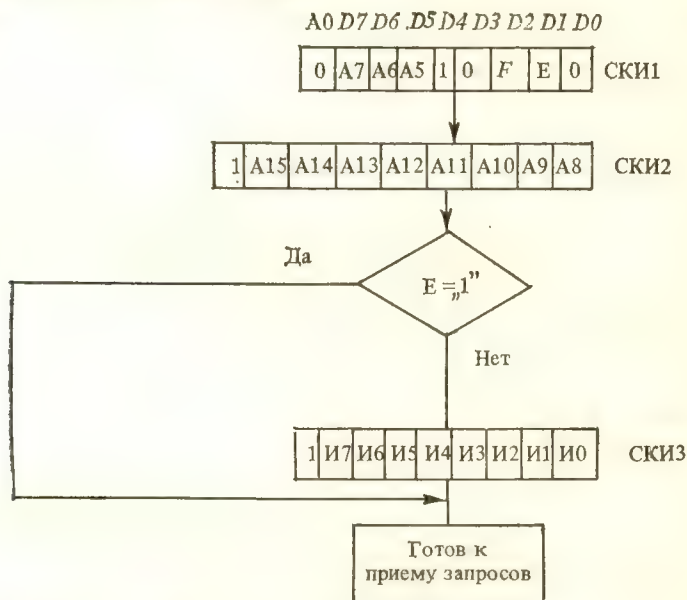 A0 D7 D6 .D5 D4 D3 D2 D1 D0
0 A7 A6 A5 1 0 F E 0 СКИ1
1 A15 A14 A13 A12 A11 A10 A9 A8 СКИ2
Да
E = „1”
Нет
1 И7 И6 И5 И4 И3 И2 И1 И0 СКИ3
Готов к
приему запросов